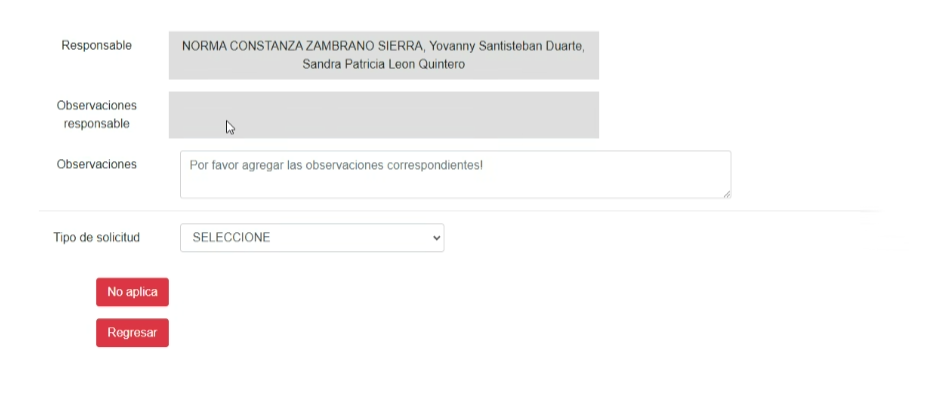 Responsable
NORMA CONSTANZA ZAMBRANO SIERRA, Yovanny Santisteban Duarte,
Sandra Patricia Leon Quintero
Observaciones
responsable
Observaciones
Por favor agregar las observaciones correspondientes!
Tipo de solicitud
SELECCIONE
No aplica
Regresar